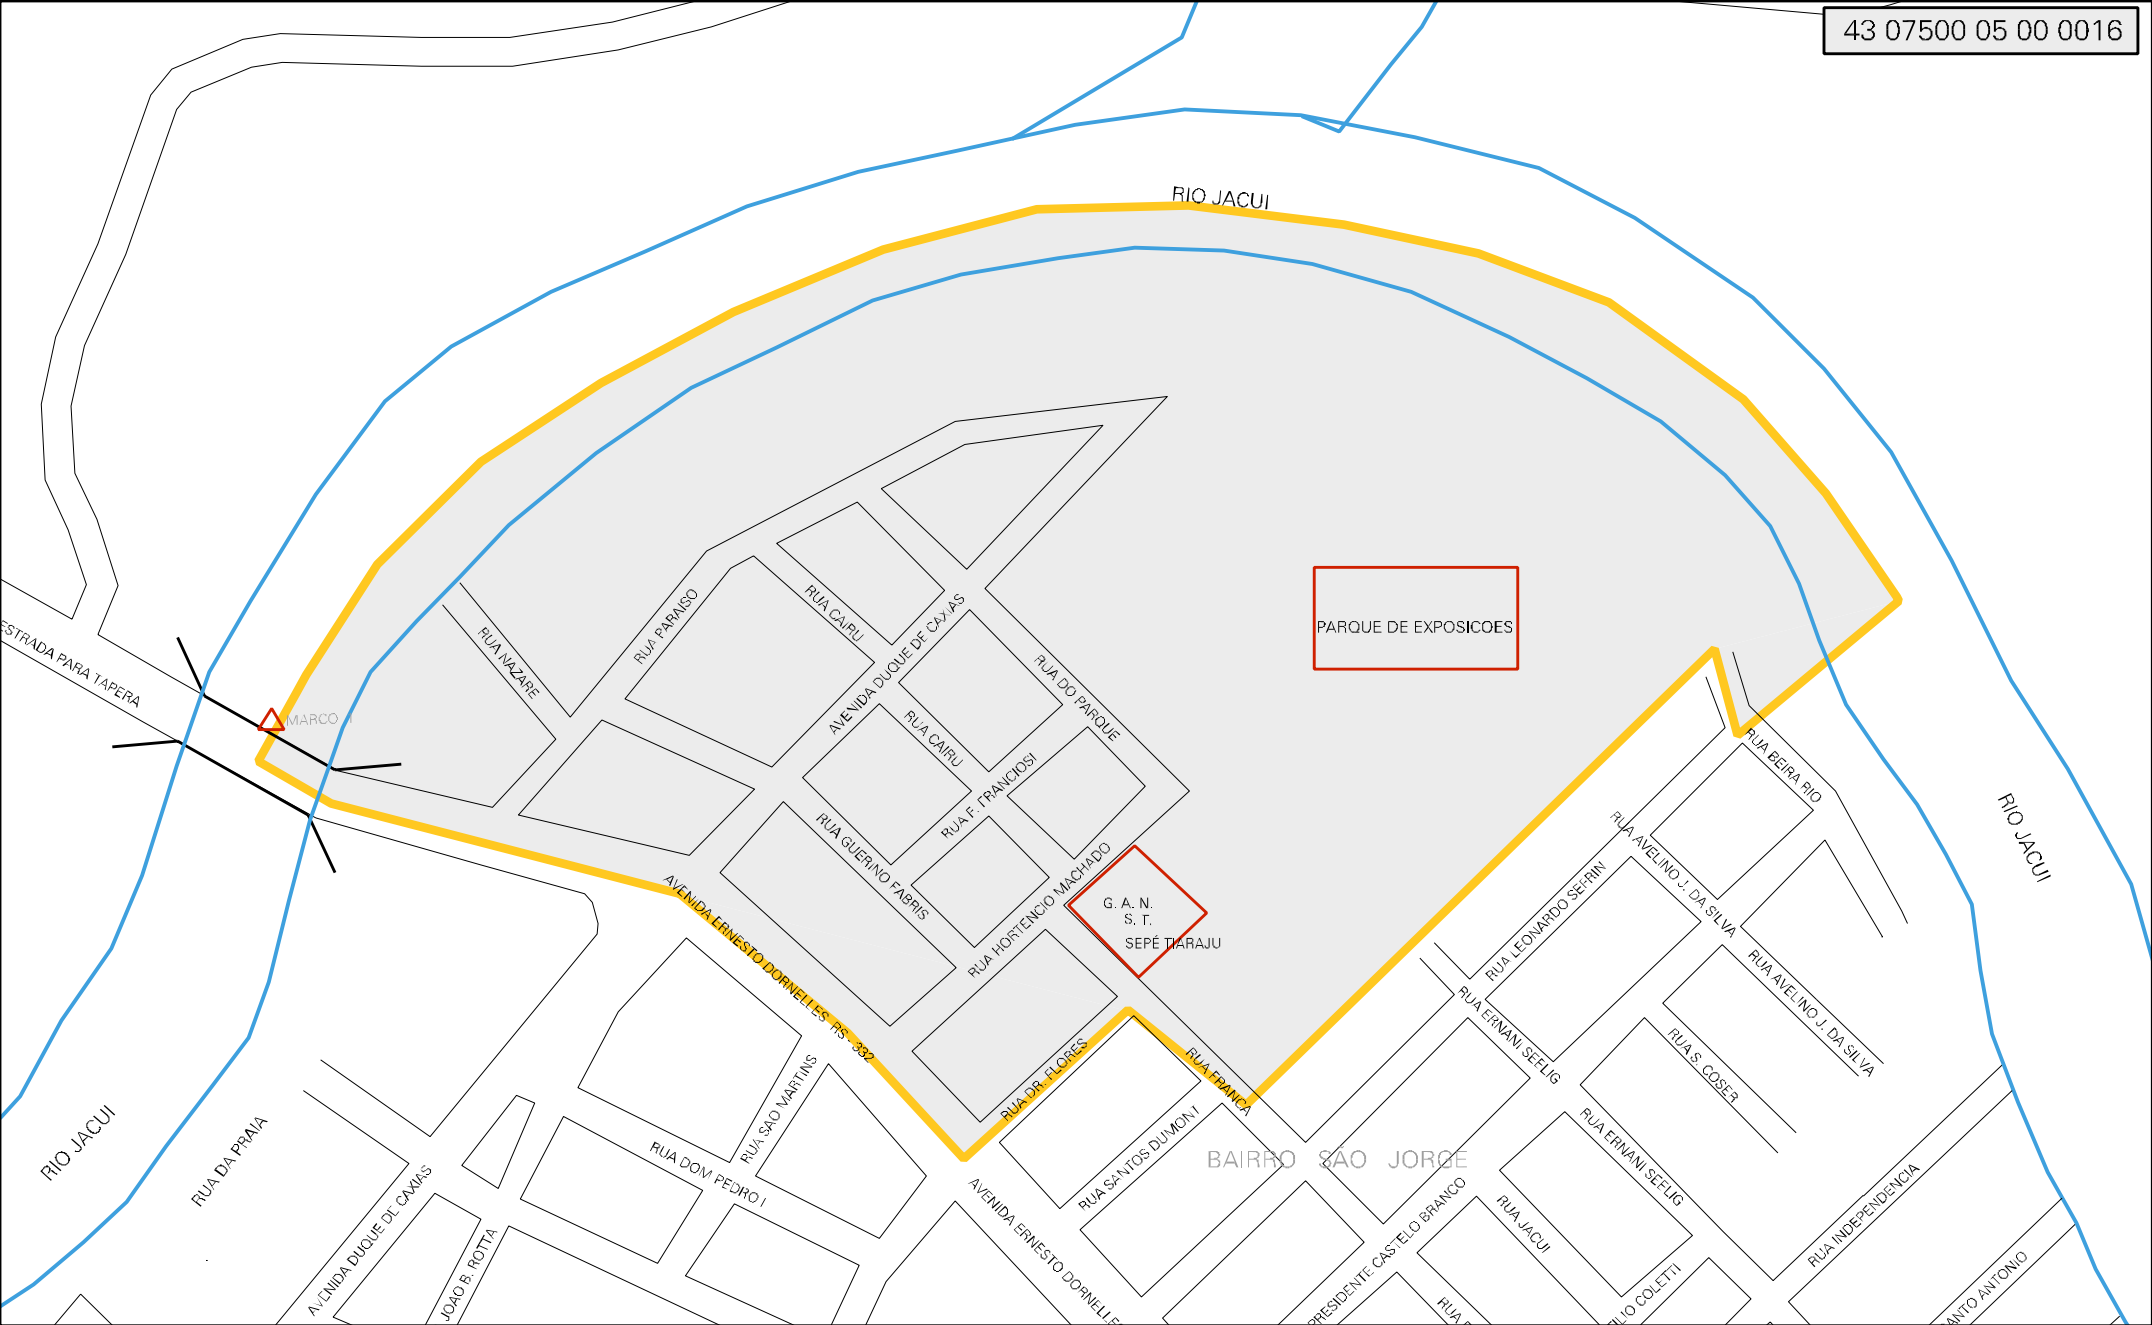 43 07500 05 00 0016
RIO JACUI
ESTRADA PARA TAPERA
MARCO
RUA NAZARE
RUA PARAISO
RUA CAIRU
AVENIDA DUQUE DE CAXIAS
RUA DO PARQUE
PARQUE DE EXPOSICOES
RUA CAIRU
RUA F. FRANCIOSI
RUA GUERINO FABRIS
RUA HORTENCIO MACHADO
G. A. N.
S. T.
SEPÉ TIARAJU
RUA BEIRA RIO
RIO JACUI
RUA AVELINO J. DA SILVA
RUA LEONARDO SEFRIN
AVENIDA ERNESTO DORNELLES RS - 332
RUA AVELINO J. DA SILVA
RUA ERNANI SEELIG
RUA S. COSER
RUA DR. FLORES
RUA FRANCA
RUA SAO MARTINS
RUA DOM PEDRO I
RUA SANTOS DUMONT
BAIRRO SAO JORGE
RUA ERNANI SEELIG
RIO JACUI
RUA DA PRAIA
AVENIDA DUQUE DE CAXIAS
JOAO B. ROTTA
AVENIDA ERNESTO DORNELLES
PRESIDENTE CASTELO BRANCO
RUA JACUI
RUA INDEPENDENCIA
COLETTI
ANTONIO
RUA